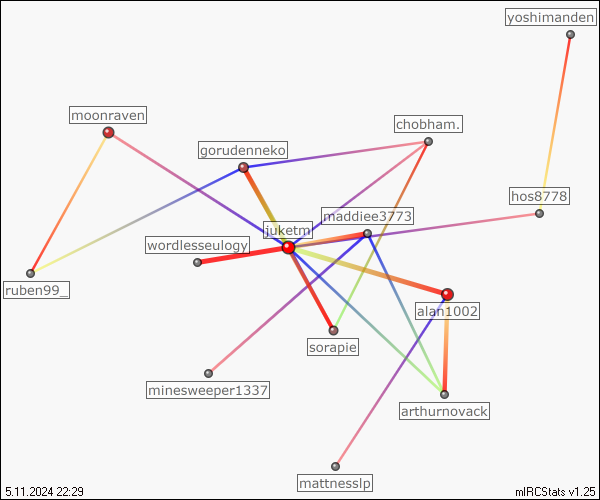 yoshimanden
moonraven
chobham.
gorudenneko
hos8778
maddiee3773
juketm
wordlesseulogy
ruben99_
alan1002
sorapie
minesweeper1337
arthurnovack
mattnesslp
5.11.2024 22:29
mIRCStats v1.25